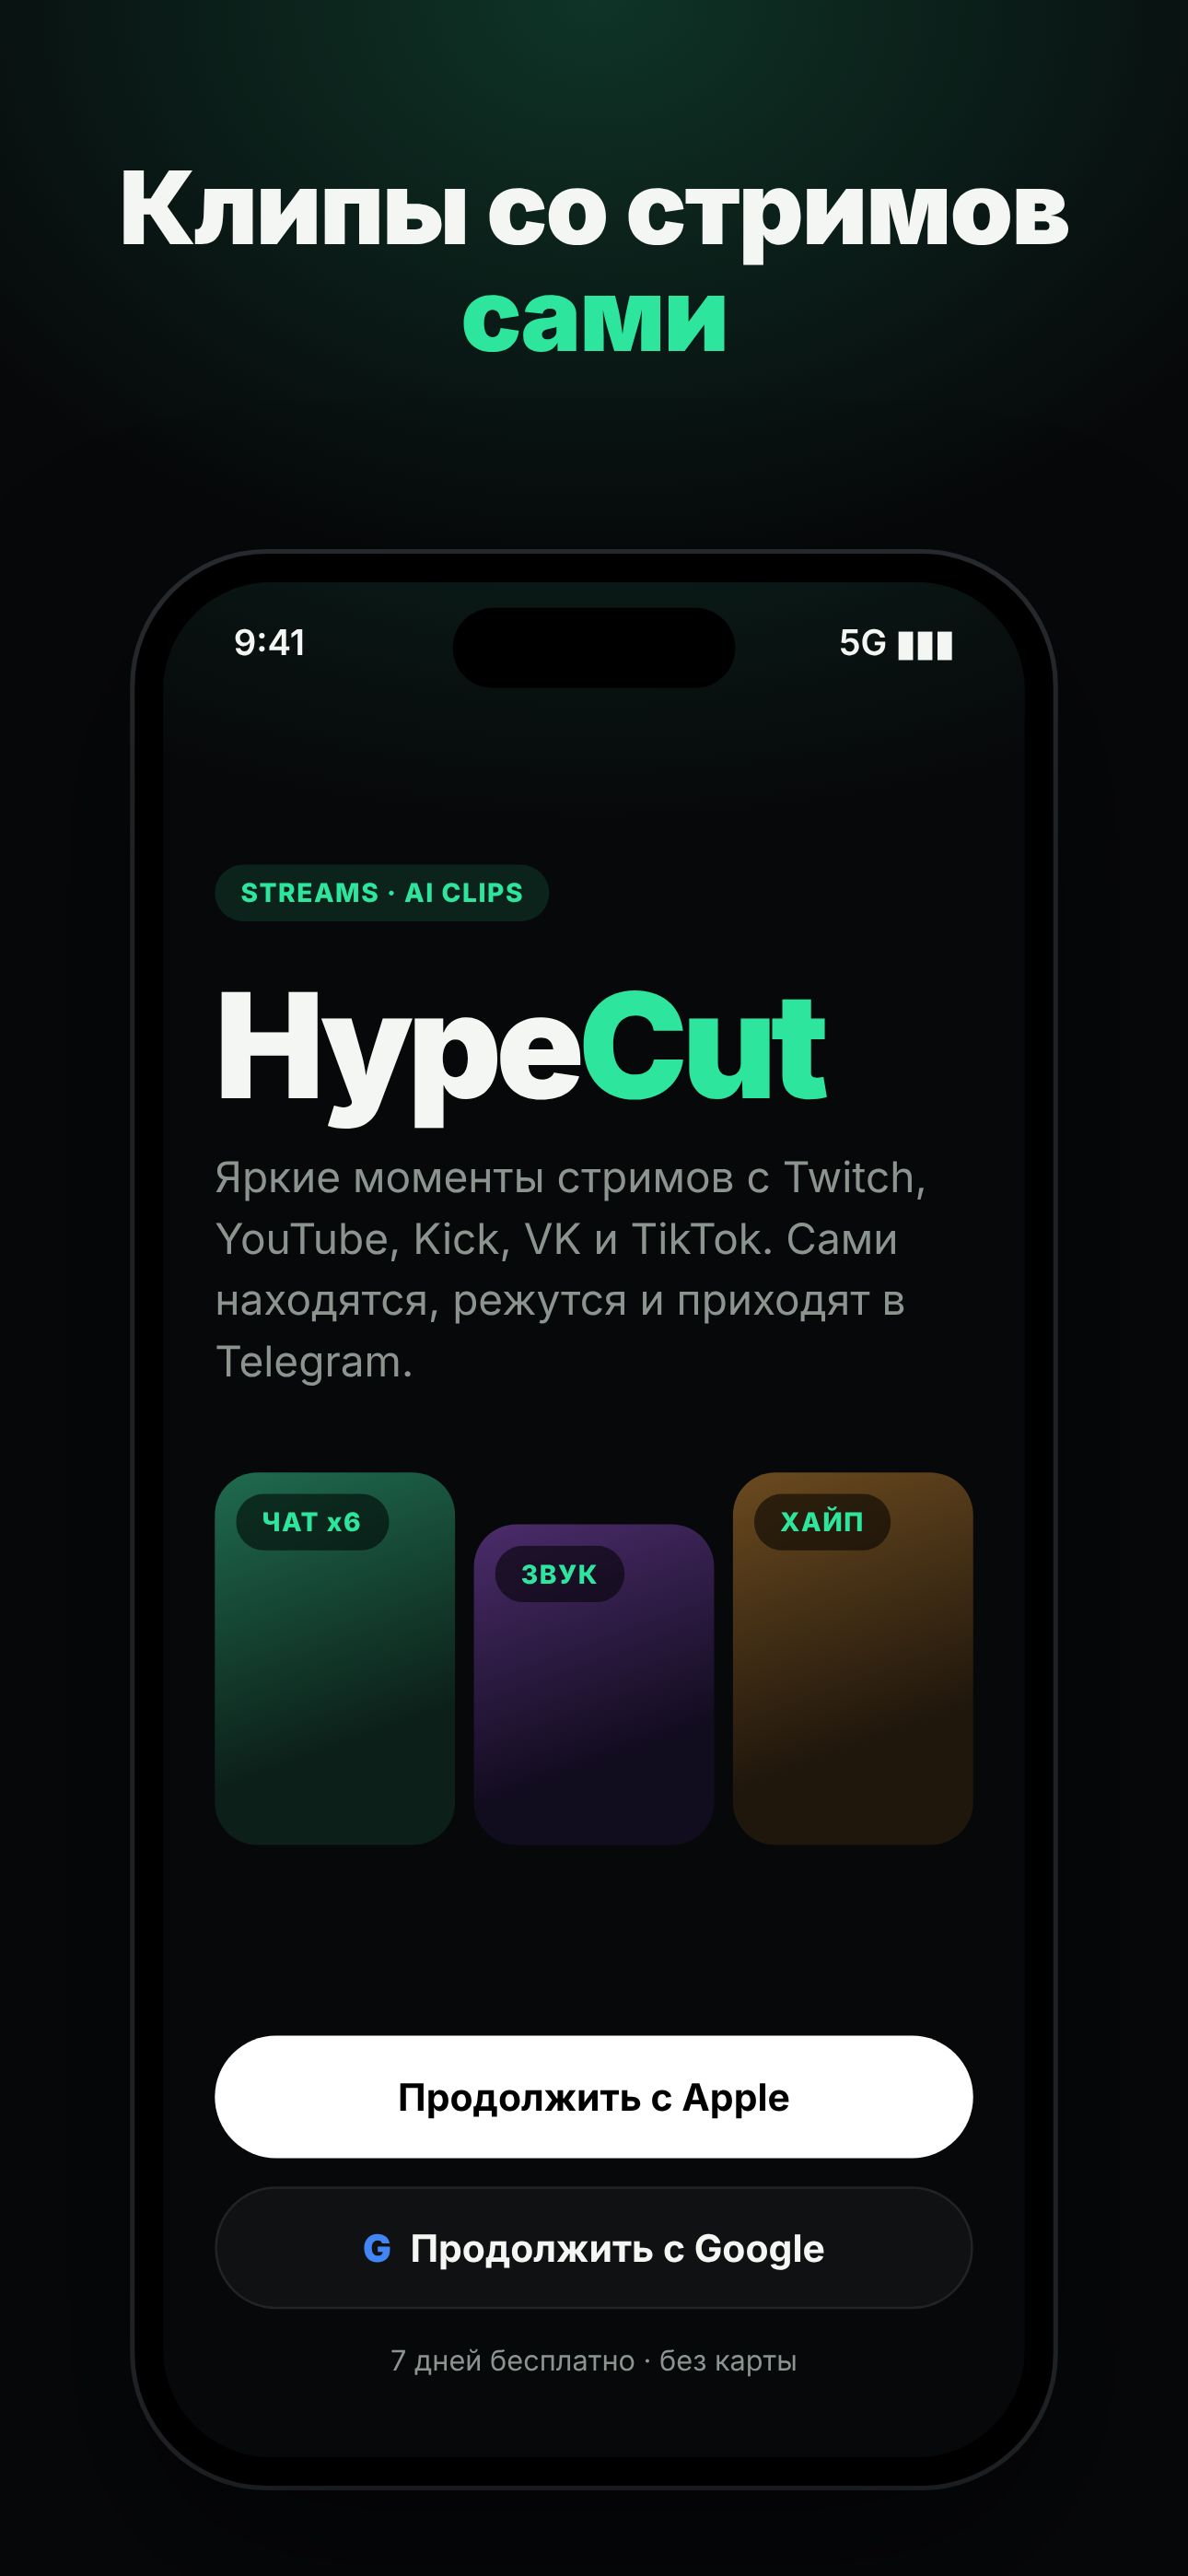 Клипы со стримов
сами
9:41
5G
STREAMS · AI CLIPS
HypeCut
Яркие моменты стримов с Twitch,
YouTube, Kick, VK и TikTok. Сами
находятся, режутся и приходят в
Telegram.
ЧАТ x6
ЗВУК
ХАЙП
Продолжить с Apple
G Продолжить с Google
7 дней бесплатно · без карты